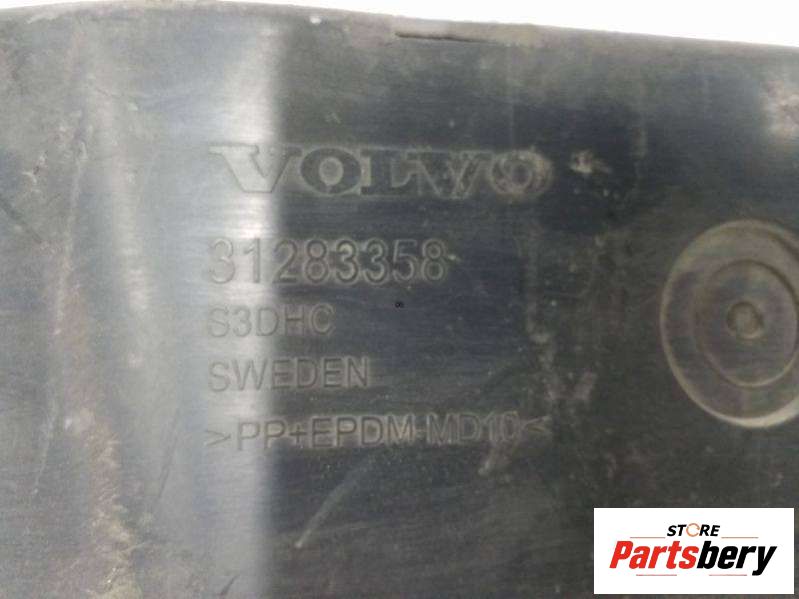 VOLVO
31283358
S3DHC
SWEDEN
>PP+EPDM-MD10<
STORE
Partsbery